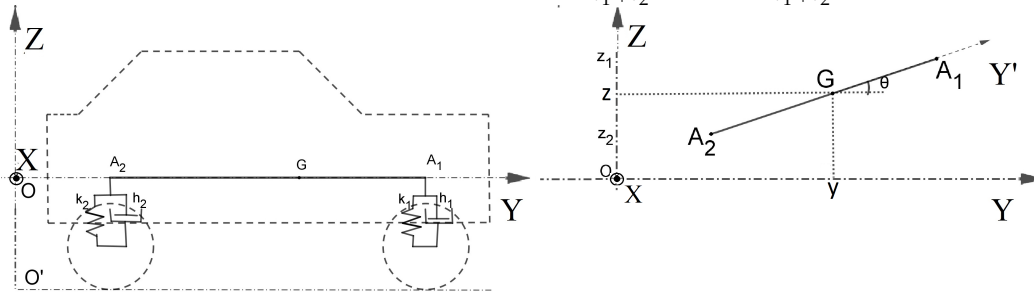 Z
A₂
G
A₁
X
O
k₂
h₂
k₁
h₁
Y
O'
Z
z₁
A₁
Y'
G
θ
z
z₂
A₂
O
X
y
Y